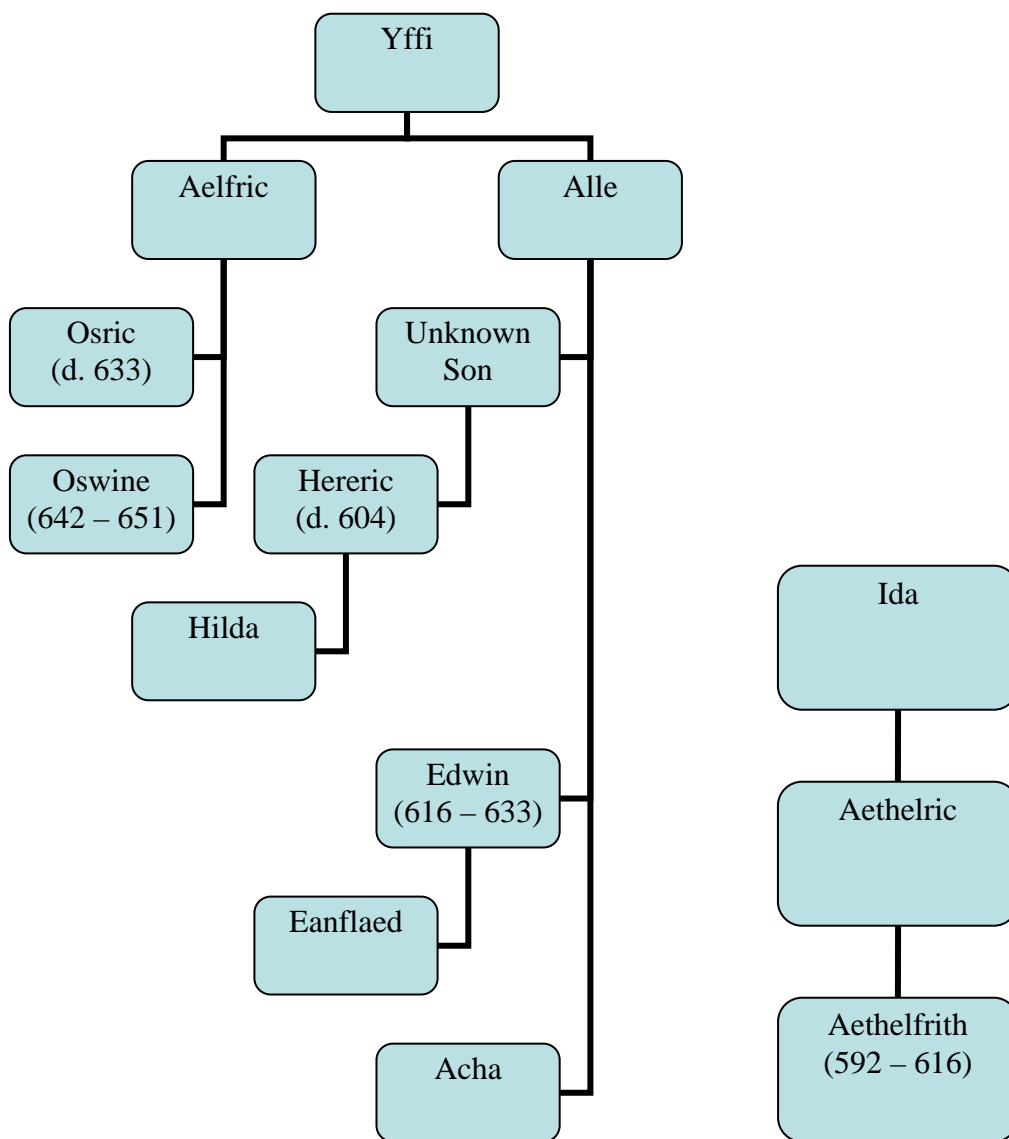 Yffi
Aelfric
Alle
Osric
(d. 633)
Unknown
Son
Oswine
(642 – 651)
Hereric
(d. 604)
Hilda
Edwin
(616 – 633)
Eanflaed
Acha
Ida
Aethelric
Aethelfrith
(592 – 616)